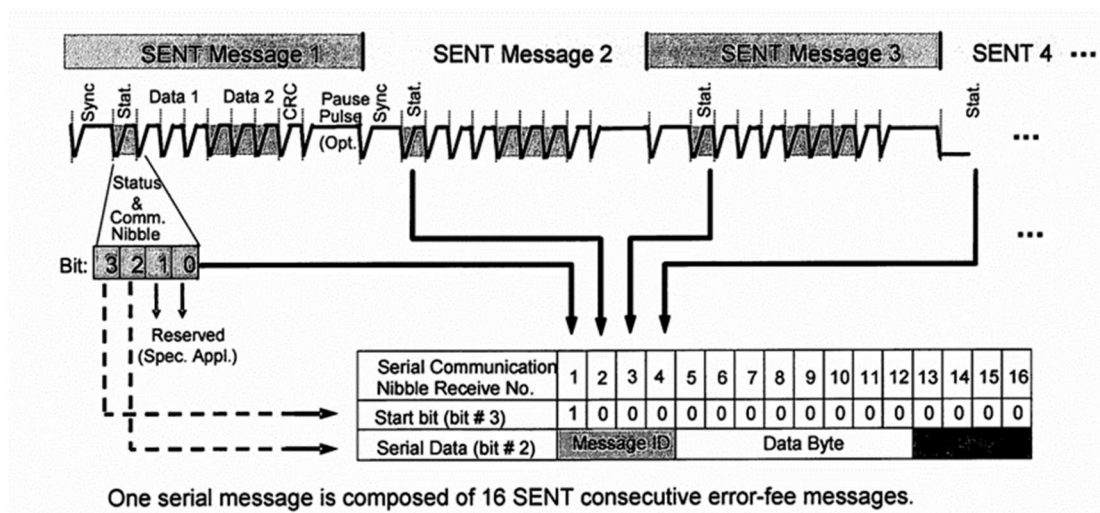 SENT Message 1 SENT Message 2 SENT Message 3 SENT 4 ...
Sync Stat. Data 1 Data 2 CRC Pause Pulse (Opt. Sync Stat. Stat. Stat.
...
Status
&
Comm.
Nibble
...
Bit: 3 2 1 0
Reserved
(Spec. Appl.)
Serial Communication
Nibble Receive No. 1 2 3 4 5 6 7 8 9 10 11 12 13 14 15 16
Start bit (bit # 3) 1 0 0 0 0 0 0 0 0 0 0 0 0 0 0 0
Serial Data (bit # 2) Message ID Data Byte
One serial message is composed of 16 SENT consecutive error-fee messages.